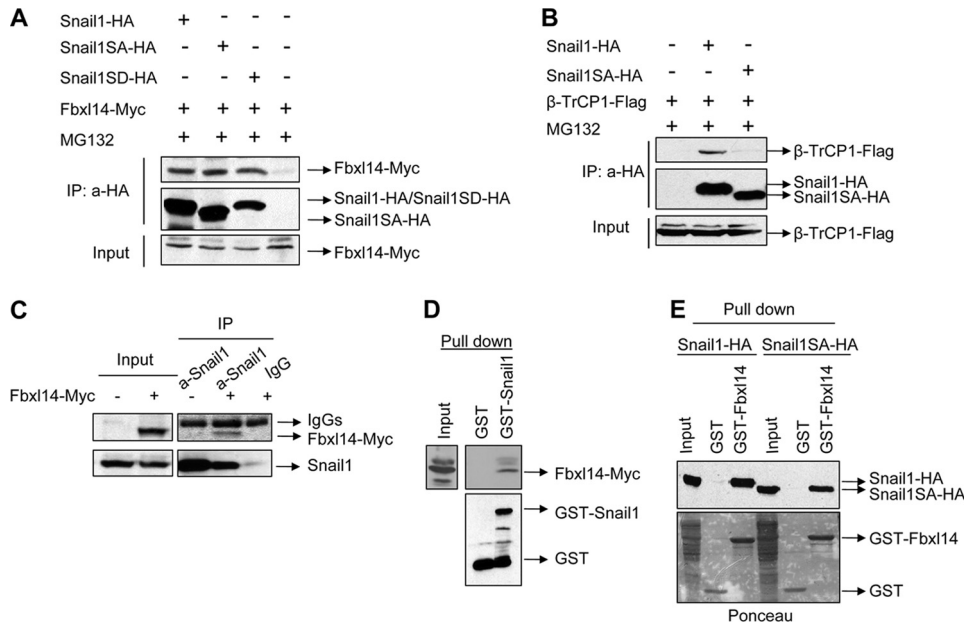 A
Snail1-HA + - - -
Snail1SA-HA - + - -
Snail1SD-HA - - + -
Fbxl14-Myc + + + +
MG132 + + + +
IP: a-HA
Fbxl14-Myc
Snail1-HA/Snail1SD-HA
Snail1SA-HA
Input
Fbxl14-Myc
B
Snail1-HA - + -
Snail1SA-HA - - +
β-TrCP1-Flag + + +
MG132 + + +
IP: a-HA
β-TrCP1-Flag
Snail1-HA
Snail1SA-HA
Input
β-TrCP1-Flag
C
IP
Input
a-Snail1
a-Snail1
IgG
Fbxl14-Myc - + - + +
IgGs
Fbxl14-Myc
Snail1
D
Pull down
Input
GST
GST-Snail1
Fbxl14-Myc
GST-Snail1
GST
E
Pull down
Snail1-HA Snail1SA-HA
Input
GST
GST-Fbxl14
Input
GST
GST-Fbxl14
Snail1-HA
Snail1SA-HA
GST-Fbxl14
GST
Ponceau